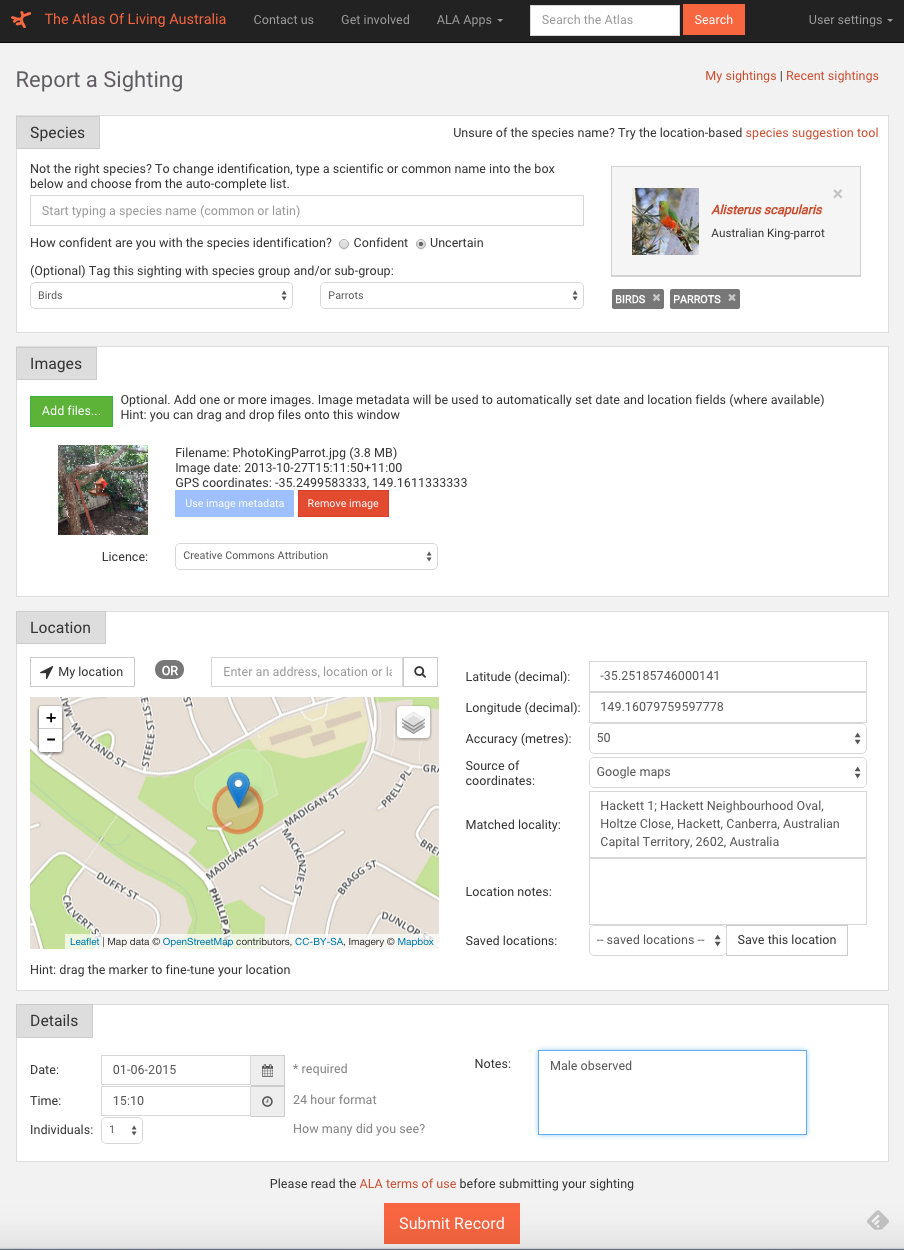 The Atlas Of Living Australia Contact us Get involved ALA Apps Search the Atlas Search User settings
Report a Sighting
My sightings | Recent sightings
Species
Unsure of the species name? Try the location-based species suggestion tool
Not the right species? To change identification, type a scientific or common name into the box
below and choose from the auto-complete list.
Start typing a species name (common or latin)
How confident are you with the species identification? Confident Uncertain
(Optional) Tag this sighting with species group and/or sub-group:
Birds Parrots
Alisterus scapularis
Australian King-parrot
BIRDS × PARROTS ×
Images
Add files...
Optional. Add one or more images. Image metadata will be used to automatically set date and location fields (where available)
Hint: you can drag and drop files onto this window
Filename: PhotoKingParrot.jpg (3.8 MB)
Image date: 2013-10-27T15:11:50+11:00
GPS coordinates: -35.2499583333, 149.1611333333
Use image metadata Remove image
Licence: Creative Commons Attribution
Location
My location OR Enter an address, location or la
+
-
MAITLAND ST
STEELE ST
ST
GRA
PRELL PL
MADIGAN ST
MADIGAN ST
MACKENZIE ST
BRAGG ST
BRE
DUFFY ST
CALVERT S
PHILLIP A
DUNLOP
Leaflet | Map data © OpenStreetMap contributors, CC-BY-SA, Imagery © Mapbox
Hint: drag the marker to fine-tune your location
Latitude (decimal): -35.25185746000141
Longitude (decimal): 149.16079759597778
Accuracy (metres): 50
Source of
coordinates: Google maps
Matched locality: Hackett 1; Hackett Neighbourhood Oval,
Holtze Close, Hackett, Canberra, Australian
Capital Territory, 2602, Australia
Location notes:
Saved locations: -- saved locations -- Save this location
Details
Date: 01-06-2015 * required
Time: 15:10 24 hour format
Individuals: 1 How many did you see?
Notes: Male observed
Please read the ALA terms of use before submitting your sighting
Submit Record